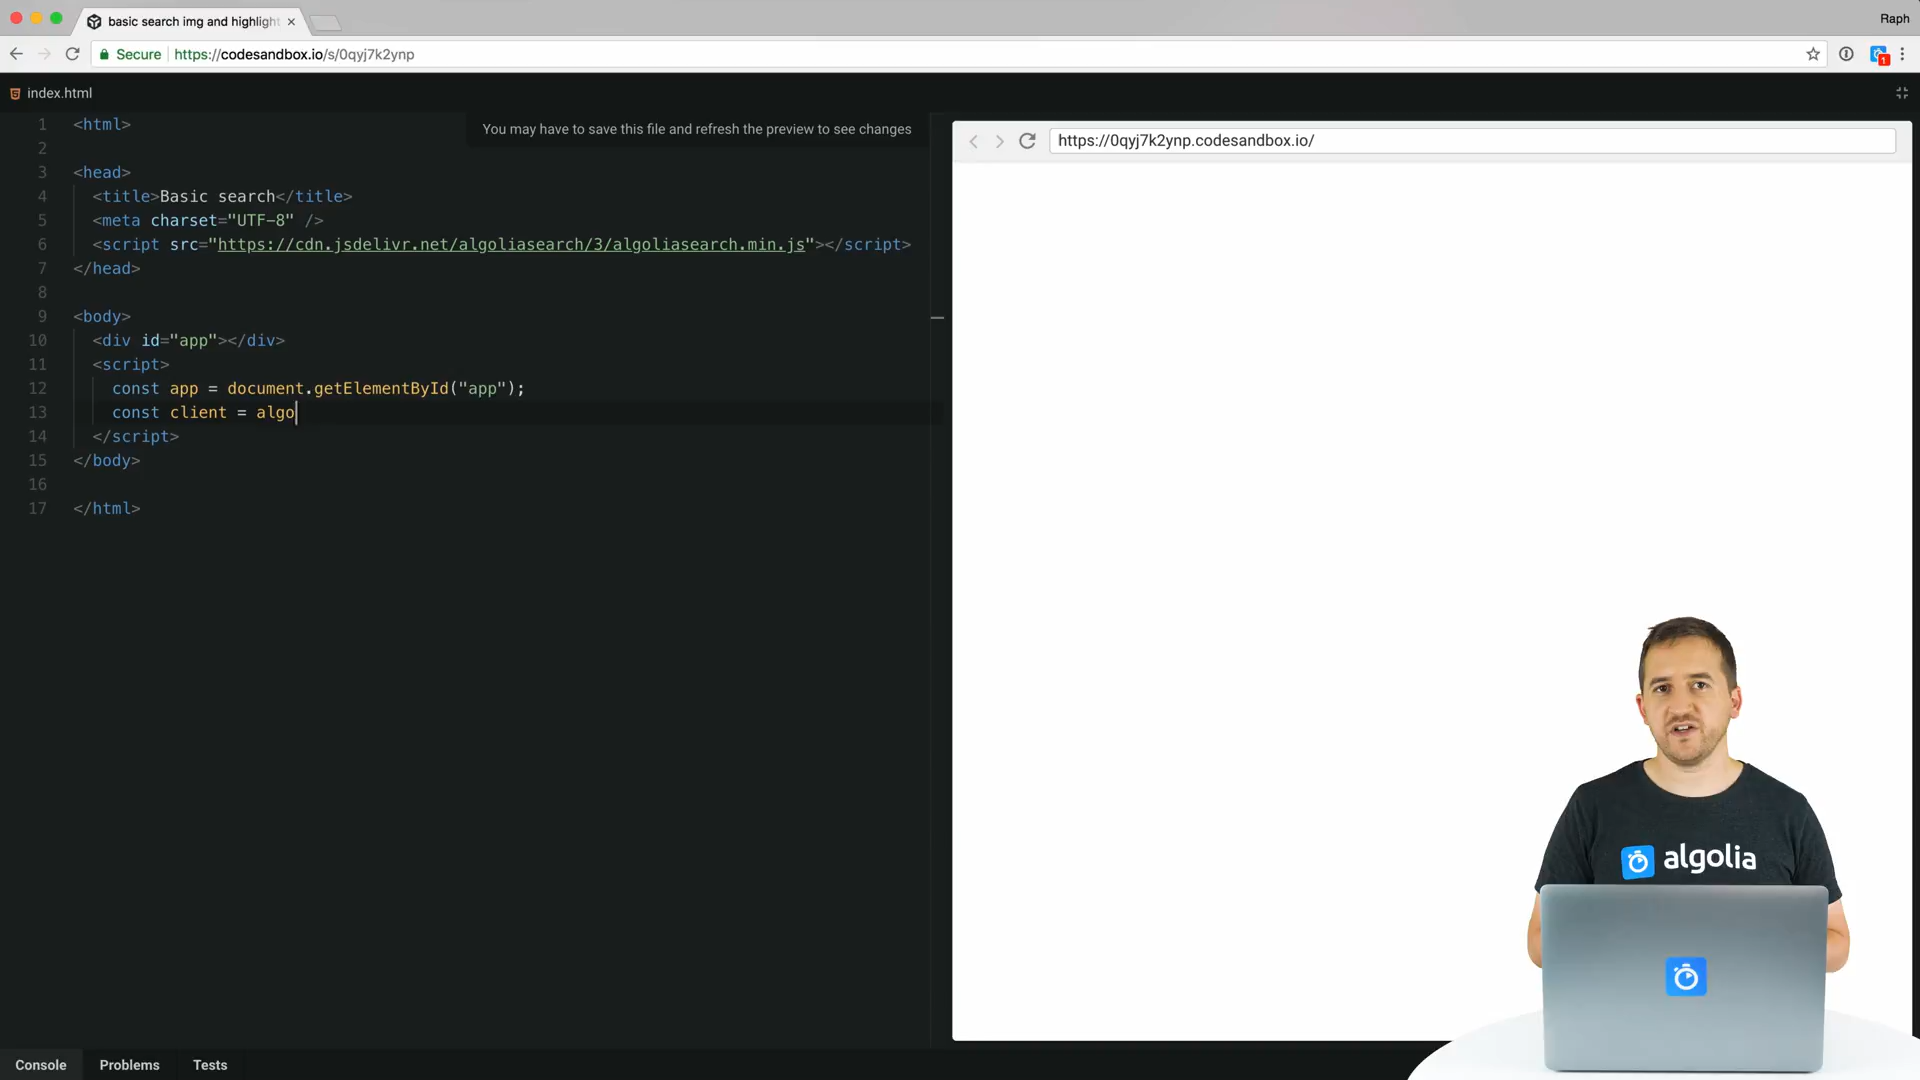 basic search img and highlight
Raph
Secure https://codesandbox.io/s/0qyj7k2ynp
1
index.html
You may have to save this file and refresh the preview to see changes
1 <html>
2
3 <head>
4 <title>Basic search</title>
5 <meta charset="UTF-8" />
6 <script src="https://cdn.jsdelivr.net/algoliasearch/3/algoliasearch.min.js"></script>
7 </head>
8
9 <body>
10 <div id="app"></div>
11 <script>
12 const app = document.getElementById("app");
13 const client = algo
14 </script>
15 </body>
16
17 </html>
https://0qyj7k2ynp.codesandbox.io/
algolia
Console Problems Tests